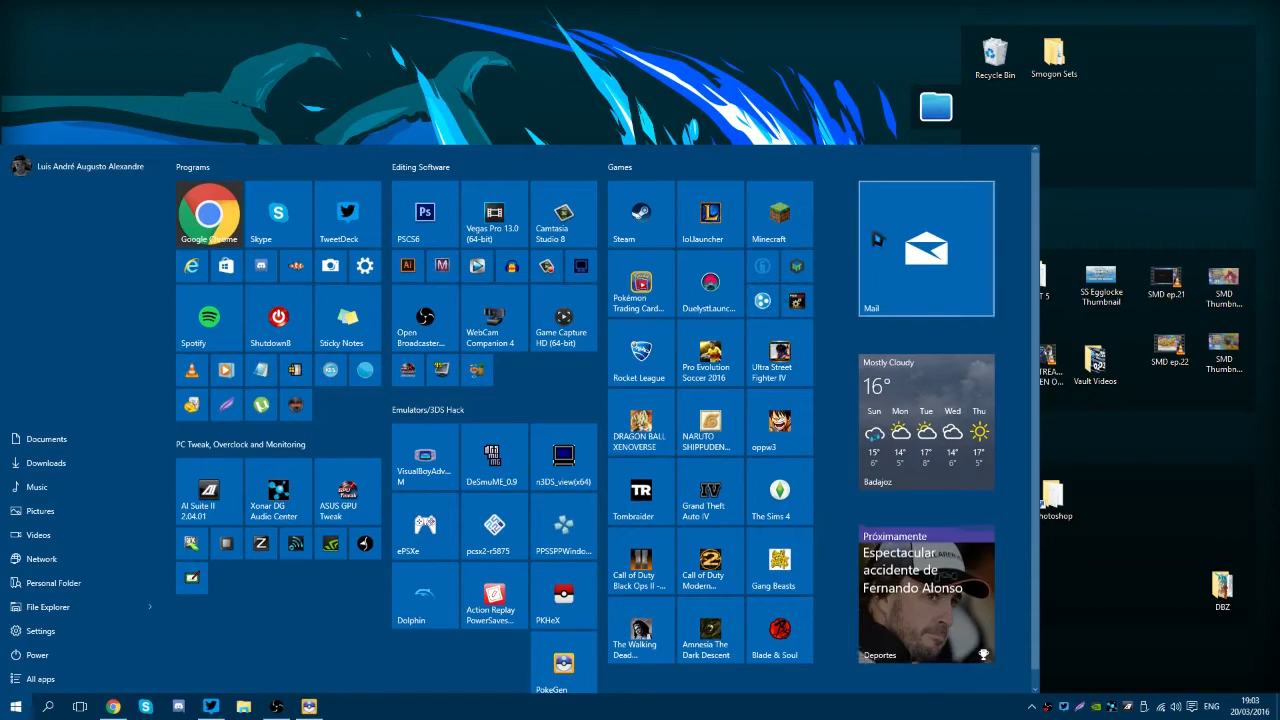 Recycle Bin
Smogon Sets
Luis André Augusto Alexandre
Programs
Editing Software
Games
Google Chrome
Skype
TweetDeck
PSCS6
Vegas Pro 13.0
(64-bit)
Camtasia
Studio 8
Steam
lol.launcher
Minecraft
Mail
Spotify
Shutdown8
Sticky Notes
Open
Broadcaster...
WebCam
Companion 4
Game Capture
HD (64-bit)
Pokémon
Trading Card...
DuelystLaunc...
Rocket League
Pro Evolution
Soccer 2016
Ultra Street
Fighter IV
Emulators/3DS Hack
PC Tweak, Overclock and Monitoring
VisualBoyAdv...
M
DeSmuME_0.9
n3DS_view(x64)
DRAGON BALL
XENOVERSE
NARUTO
SHIPPUDEN...
oppw3
AI Suite II
2.04.01
Xonar DG
Audio Center
ASUS GPU
Tweak
ePSXe
pcsx2-r5875
PPSSPPWindo...
Tombraider
Grand Theft
Auto IV
The Sims 4
Dolphin
Action Replay
PowerSaves...
PKHeX
Call of Duty
Black Ops II -...
Call of Duty
Modern...
Gang Beasts
PokeGen
The Walking
Dead...
Amnesia The
Dark Descent
Blade & Soul
Mostly Cloudy
16°
Sun Mon Tue Wed Thu
15° 14° 17° 14° 14°
6° 5° 8° 6° 5°
Badajoz
Próximamente
Espectacular
accidente de
Fernando Alonso
Deportes
Documents
Downloads
Music
Pictures
Videos
Network
Personal Folder
File Explorer
Settings
Power
All apps
T 5
SS Egglocke
Thumbnail
SMD ep.21
SMD
Thumbn...
Vault Videos
SMD ep.22
SMD
Thumbn...
Photoshop
DBZ
ENG
19:03
20/03/2016